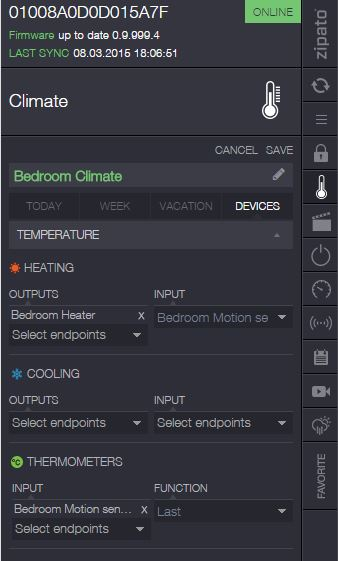 01008A0D0D015A7F
ONLINE
Firmware up to date 0.9.999.4
LAST SYNC 08.03.2015 18:06:51
zipato
Climate
CANCEL SAVE
Bedroom Climate
TODAY WEEK VACATION DEVICES
TEMPERATURE
HEATING
OUTPUTS INPUT
Bedroom Heater x Bedroom Motion se
Select endpoints
COOLING
OUTPUTS INPUT
Select endpoints Select endpoints
°C THERMOMETERS
INPUT FUNCTION
Bedroom Motion sen... x Last
Select endpoints
FAVORITE